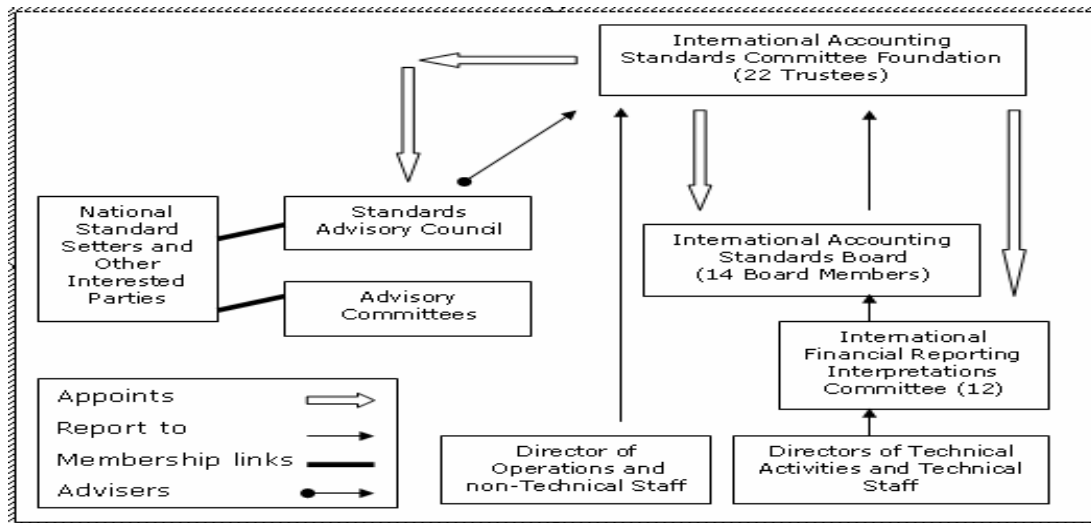 International Accounting
Standards Committee Foundation
(22 Trustees)
National
Standard
Setters and
Other
Interested
Parties
Standards
Advisory Council
Advisory
Committees
International Accounting
Standards Board
(14 Board Members)
International
Financial Reporting
Interpretations
Committee (12)
Appoints
Report to
Membership links
Advisers
Director of
Operations and
non-Technical Staff
Directors of Technical
Activities and Technical
Staff